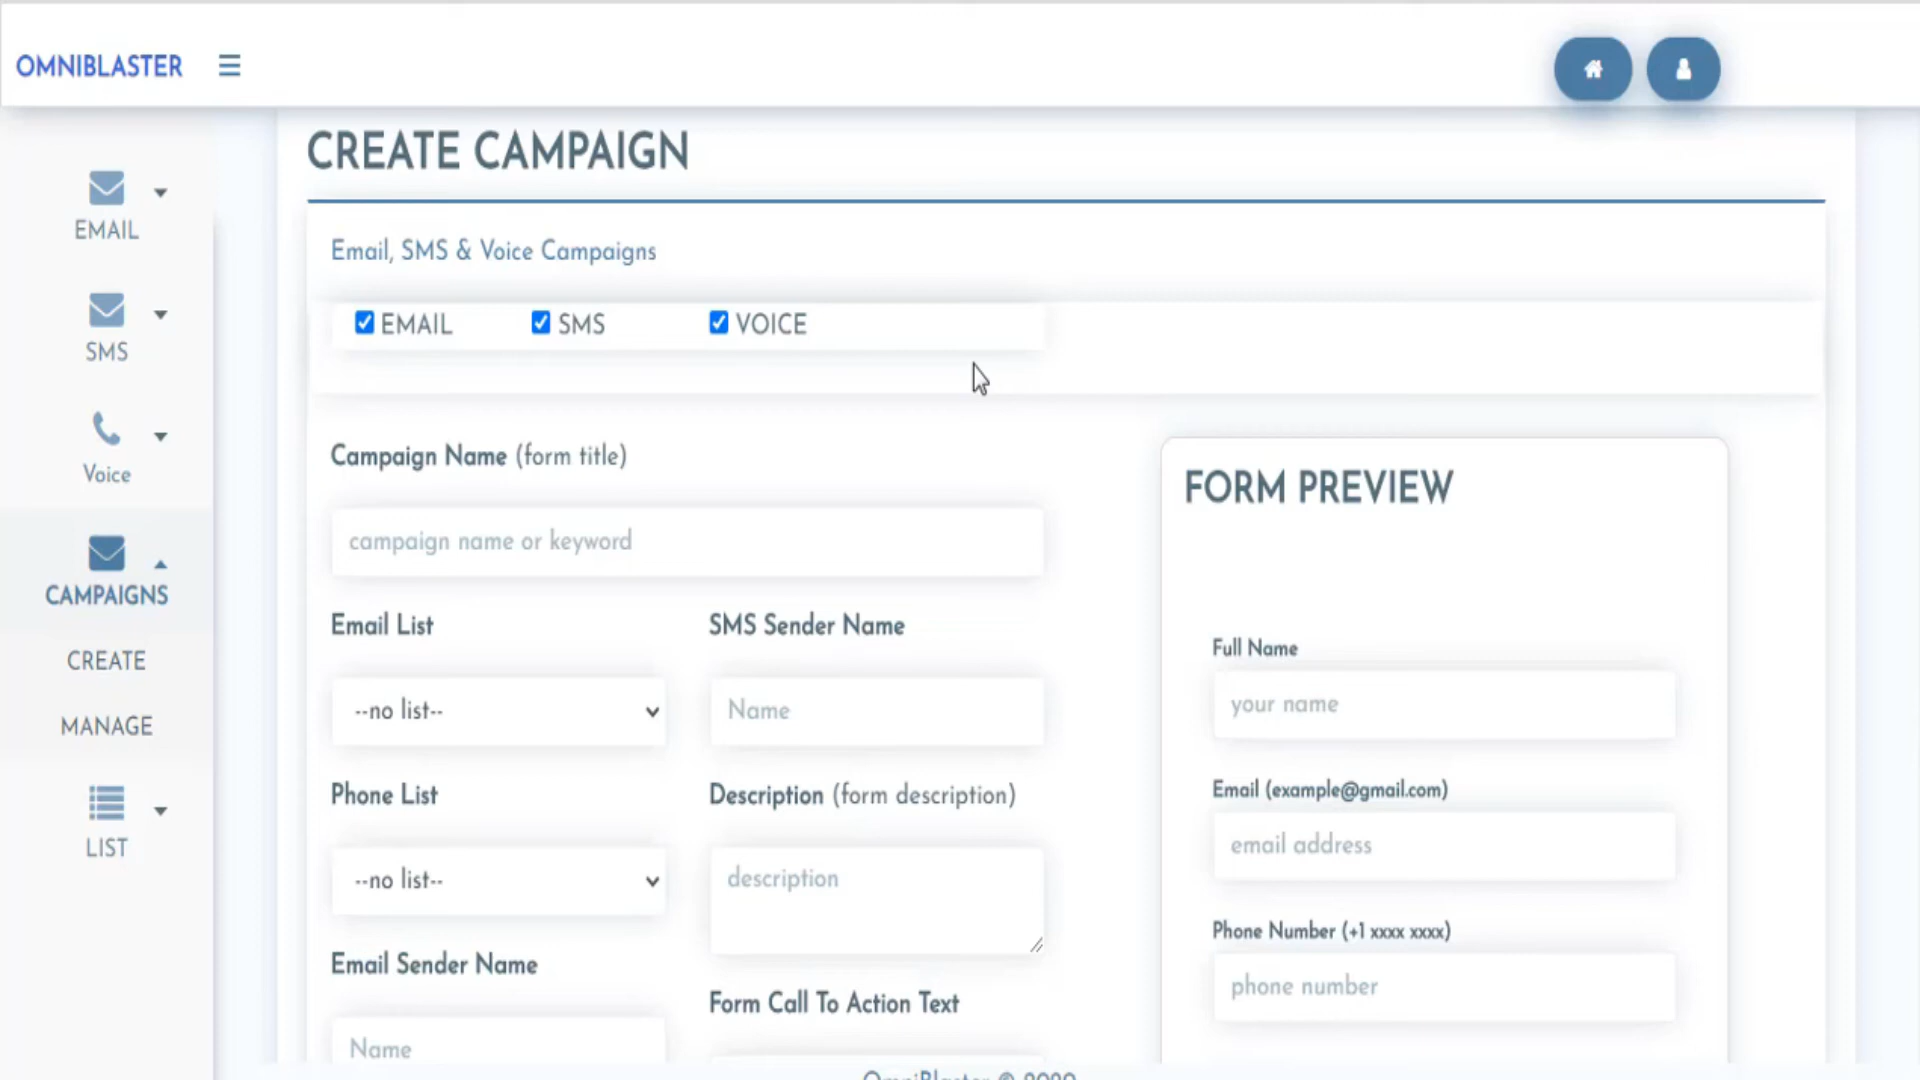 OMNIBLASTER
CREATE CAMPAIGN
EMAIL
SMS
Voice
CAMPAIGNS
CREATE
MANAGE
LIST
Email, SMS & Voice Campaigns
EMAIL SMS VOICE
Campaign Name (form title)
campaign name or keyword
Email List
--no list--
SMS Sender Name
Name
Phone List
--no list--
Description (form description)
description
Email Sender Name
Name
Form Call To Action Text
FORM PREVIEW
Full Name
your name
Email (example@gmail.com)
email address
Phone Number (+1 xxxx xxxx)
phone number
OmniBlaster © 2020